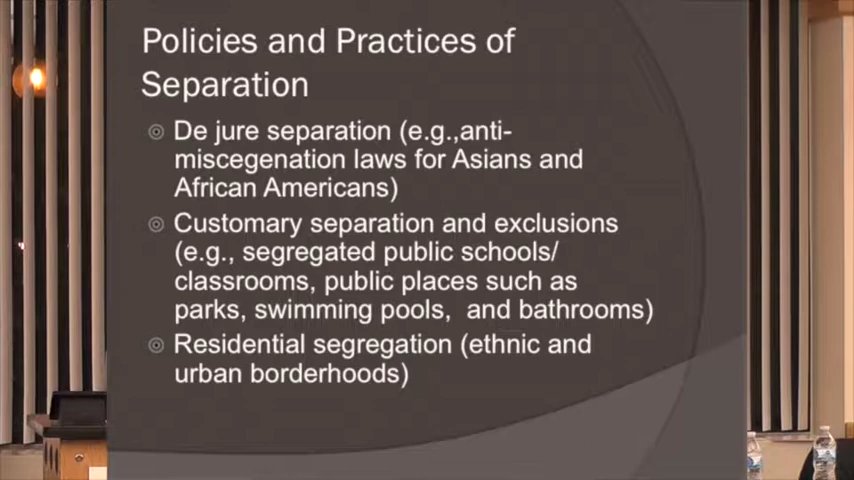 Policies and Practices of
Separation
De jure separation (e.g.,anti-
miscegenation laws for Asians and
African Americans)
Customary separation and exclusions
(e.g., segregated public schools/
classrooms, public places such as
parks, swimming pools,  and bathrooms)
Residential segregation (ethnic and
urban borderhoods)